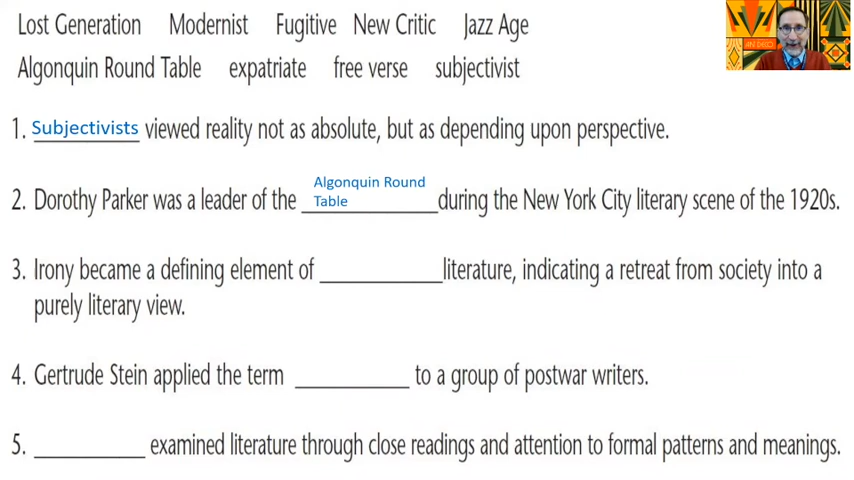 Lost Generation Modernist Fugitive New Critic Jazz Age
Algonquin Round Table expatriate free verse subjectivist
1. Subjectivists viewed reality not as absolute, but as depending upon perspective.
2. Dorothy Parker was a leader of the Algonquin Round Table during the New York City literary scene of the 1920s.
3. Irony became a defining element of ____________ literature, indicating a retreat from society into a
purely literary view.
4. Gertrude Stein applied the term ___________ to a group of postwar writers.
5. ___________ examined literature through close readings and attention to formal patterns and meanings.